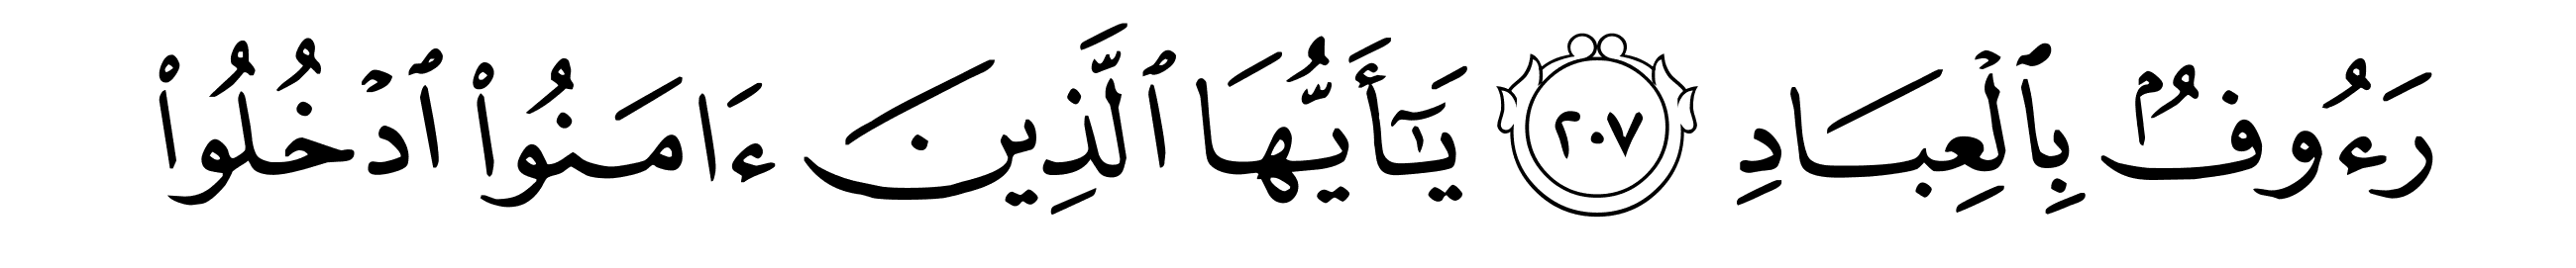 رَءُوفُۢ بِٱلْعِبَادِ ٢٠٧ يَـٰٓأَيُّهَا ٱلَّذِينَ ءَامَنُوا۟ ٱدْخُلُوا۟